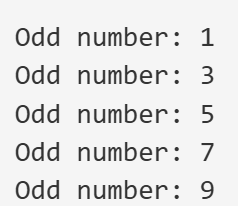 Odd number: 1
Odd number: 3
Odd number: 5
Odd number: 7
Odd number: 9